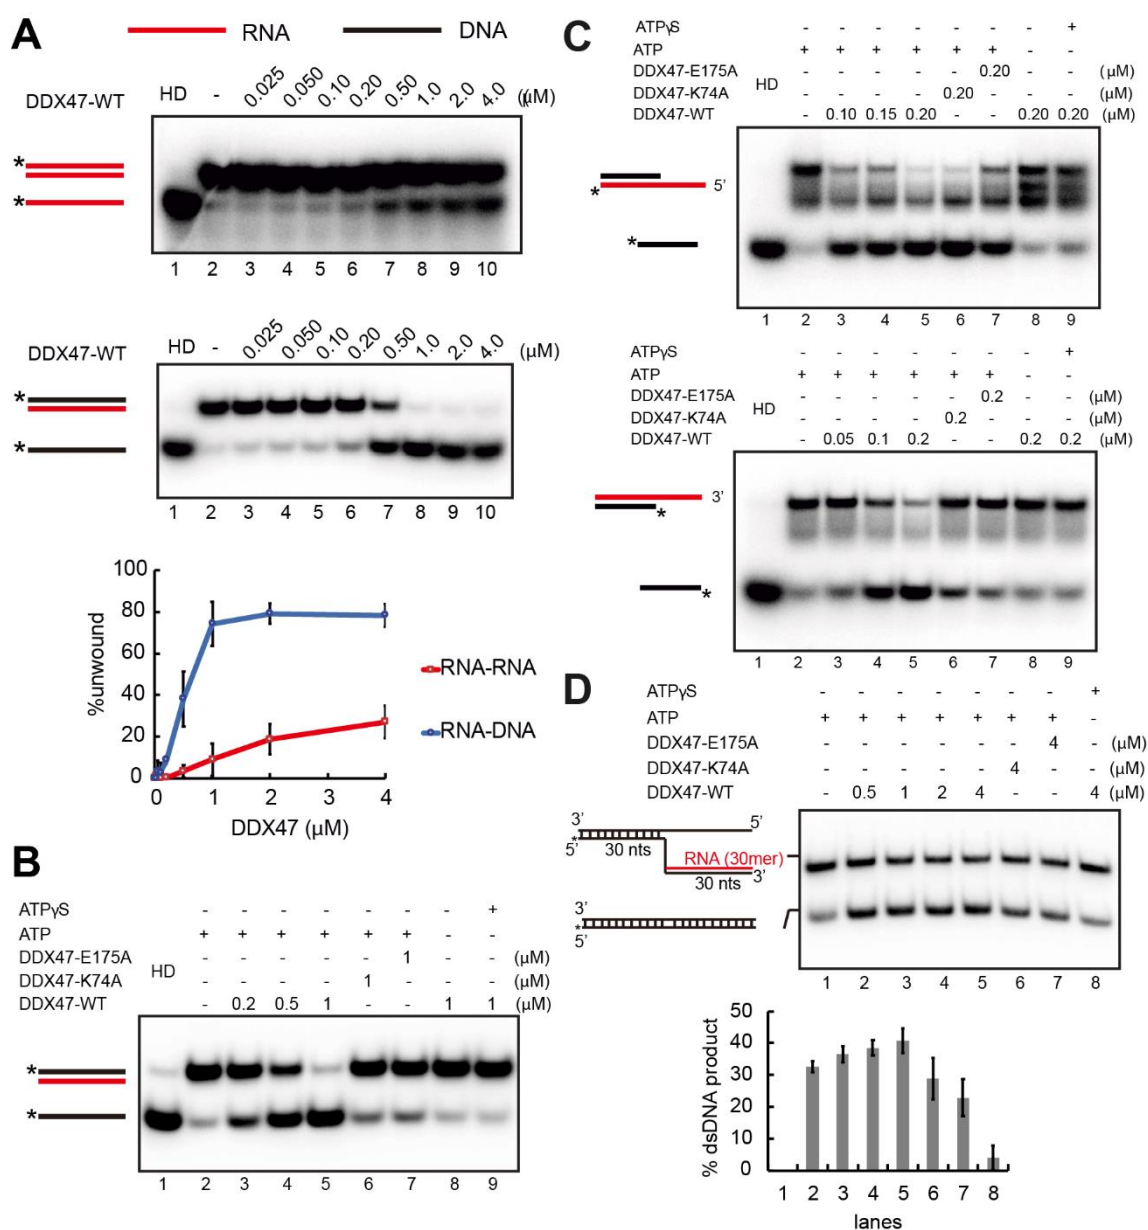 A
RNA
DNA
DDX47-WT
HD
-
0.025
0.050
0.10
0.20
0.50
1.0
2.0
4.0
(μM)
*
*
1 2 3 4 5 6 7 8 9 10
DDX47-WT
HD
-
0.025
0.050
0.10
0.20
0.50
1.0
2.0
4.0
(μM)
*
*
1 2 3 4 5 6 7 8 9 10
%unwound
100
80
60
40
20
0
0 1 2 3 4
DDX47 (μM)
RNA-RNA
RNA-DNA
B
ATPγS - - - - - - - +
ATP + + + + + + - -
DDX47-E175A - - - - - 1 - - (μM)
DDX47-K74A - - - - 1 - - - (μM)
DDX47-WT - 0.2 0.5 1 - - 1 1 (μM)
HD
*
*
1 2 3 4 5 6 7 8 9
C
ATPγS - - - - - - - +
ATP + + + + + + - -
DDX47-E175A - - - - - 0.20 - - (μM)
DDX47-K74A - - - - 0.20 - - - (μM)
DDX47-WT - 0.10 0.15 0.20 - - 0.20 0.20 (μM)
HD
* 5'
*
1 2 3 4 5 6 7 8 9
ATPγS - - - - - - - +
ATP + + + + + + - -
DDX47-E175A - - - - - 0.2 - - (μM)
DDX47-K74A - - - - 0.2 - - - (μM)
DDX47-WT - 0.05 0.1 0.2 - - 0.2 0.2 (μM)
HD
3'
*
*
1 2 3 4 5 6 7 8 9
D
ATPγS - - - - - - - +
ATP + + + + + + + -
DDX47-E175A - - - - - - 4 - (μM)
DDX47-K74A - - - - - 4 - - (μM)
DDX47-WT - 0.5 1 2 4 - - 4 (μM)
3' 5'
*
5' 30 nts
RNA (30mer)
30 nts 3'
3'
*
5'
1 2 3 4 5 6 7 8
% dsDNA product
50
40
30
20
10
0
1 2 3 4 5 6 7 8
lanes